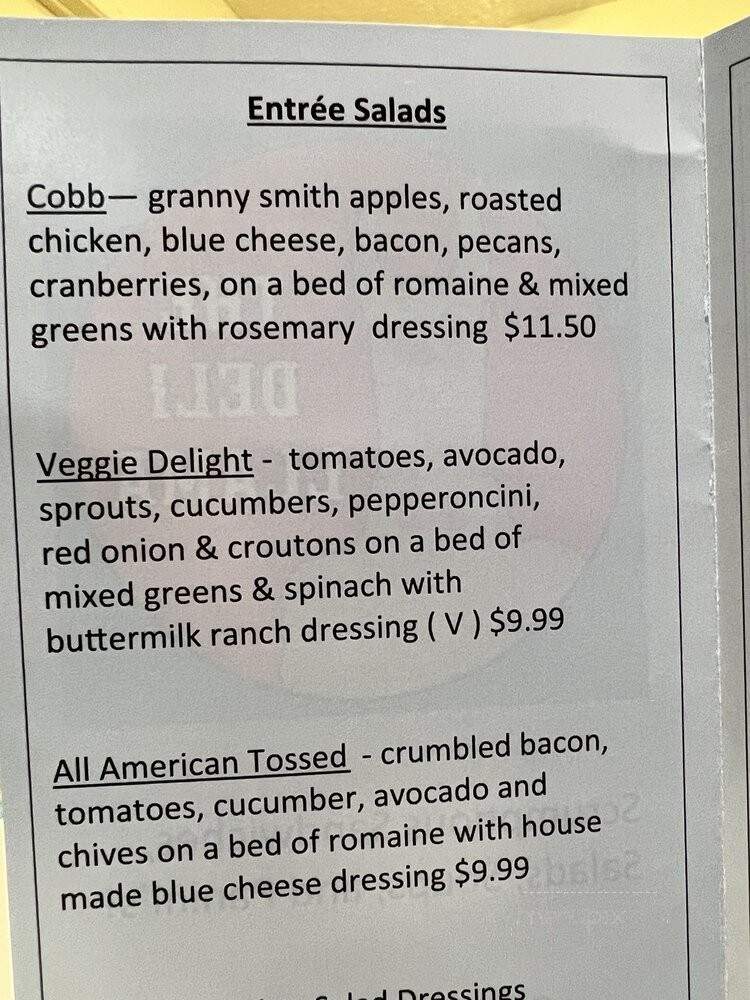 Entrée Salads
Cobb— granny smith apples, roasted
chicken, blue cheese, bacon, pecans,
cranberries, on a bed of romaine & mixed
greens with rosemary dressing $11.50
Veggie Delight - tomatoes, avocado,
sprouts, cucumbers, pepperoncini,
red onion & croutons on a bed of
mixed greens & spinach with
buttermilk ranch dressing ( V ) $9.99
All American Tossed - crumbled bacon,
tomatoes, cucumber, avocado and
chives on a bed of romaine with house
made blue cheese dressing $9.99
Salad Dressings